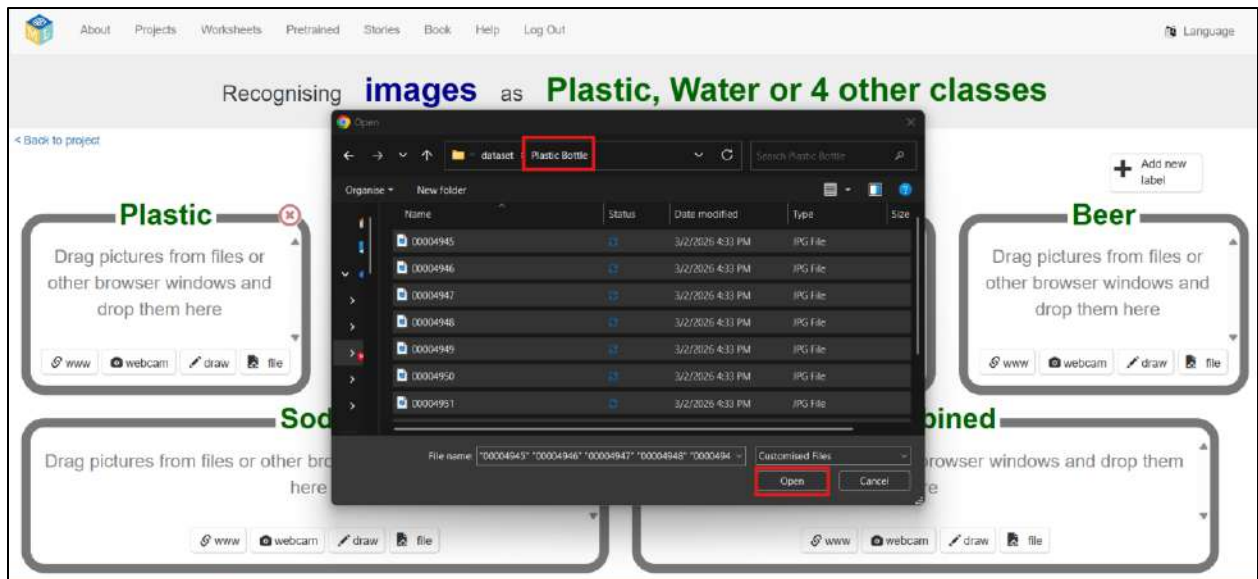 About Projects Worksheets Pretrained Stories Book Help Log Out Language
Recognising images as Plastic, Water or 4 other classes
< Back to project
Add new
label
Open
dataset Plastic Bottle
Search Plastic Bottle
Organise New folder
Name Status Date modified Type Size
00004945 3/2/2026 4:33 PM JPG File
00004946 3/2/2026 4:33 PM JPG File
00004947 3/2/2026 4:33 PM JPG File
00004948 3/2/2026 4:33 PM JPG File
00004949 3/2/2026 4:33 PM JPG File
00004950 3/2/2026 4:33 PM JPG File
00004951 3/2/2026 4:33 PM JPG File
File name: "00004945" "00004946" "00004947" "00004948" "0000494 Customised Files
Open Cancel
Plastic
Drag pictures from files or
other browser windows and
drop them here
www webcam draw file
Beer
Drag pictures from files or
other browser windows and
drop them here
www webcam draw file
Sod
Drag pictures from files or other bro
here
www webcam draw file
bined
rowser windows and drop them
re
www webcam draw file